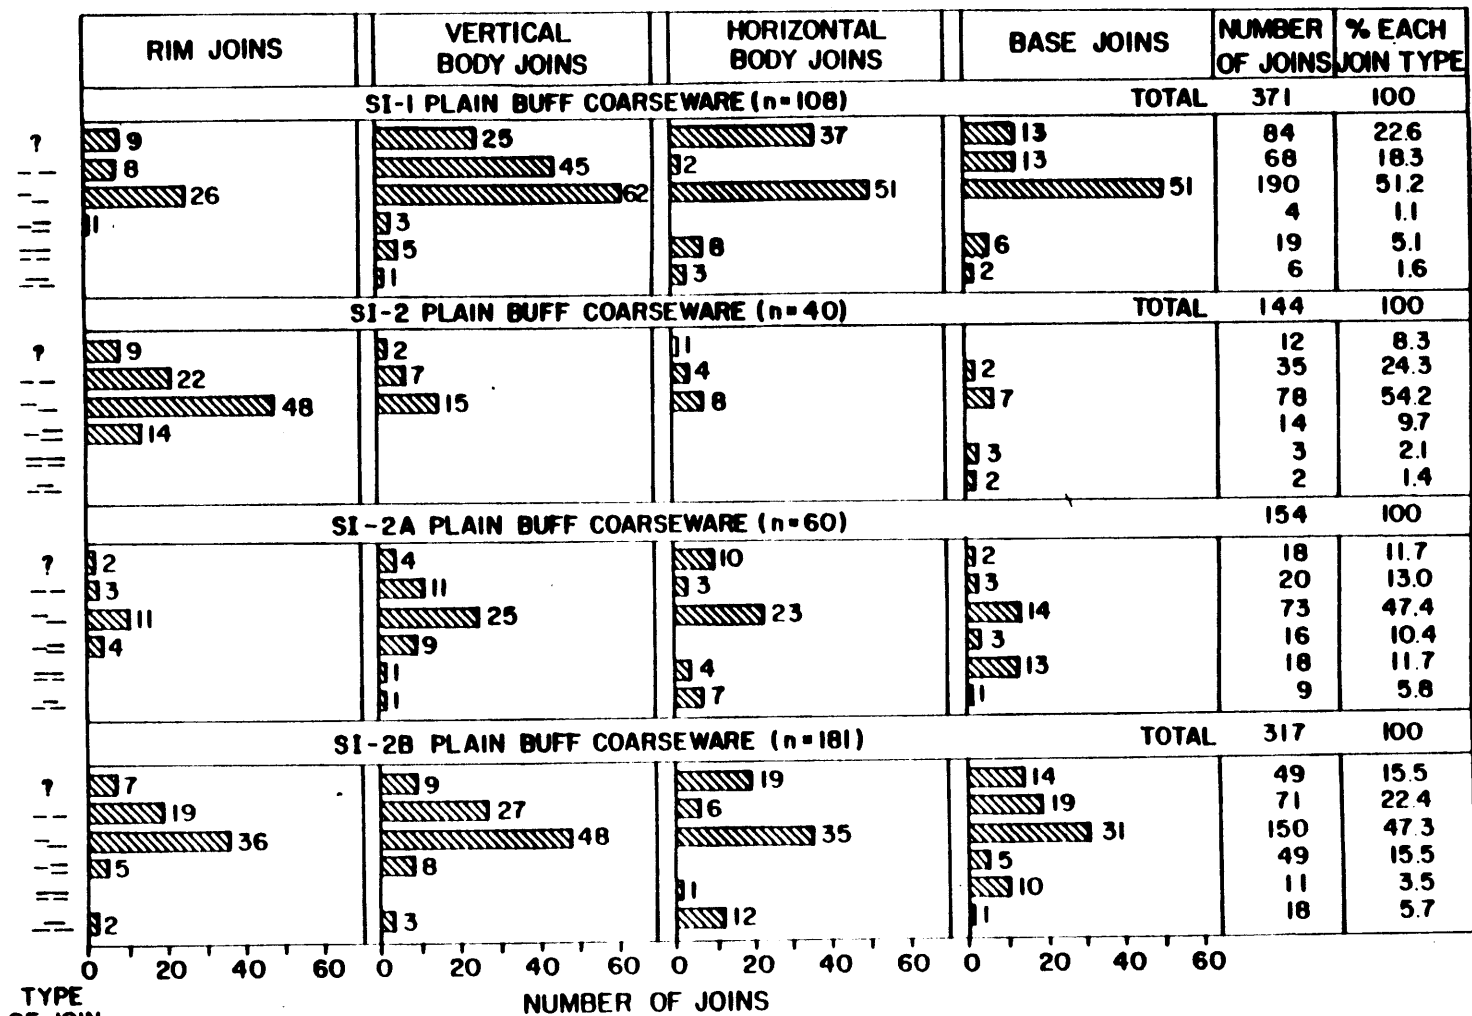 RIM JOINS VERTICAL BODY JOINS HORIZONTAL BODY JOINS BASE JOINS NUMBER OF JOINS % EACH JOIN TYPE
SI-1 PLAIN BUFF COARSEWARE (n=108) TOTAL 371 100
? 9 25 37 13 84 22.6
8 45 2 13 68 18.3
26 62 51 51 190 51.2
1 3 4 1.1
5 8 6 19 5.1
1 3 2 6 1.6
SI-2 PLAIN BUFF COARSEWARE (n=40) TOTAL 144 100
? 9 2 1 12 8.3
22 7 4 2 35 24.3
48 15 8 7 78 54.2
14 14 9.7
3 3 2.1
2 2 1.4
SI-2A PLAIN BUFF COARSEWARE (n=60) 154 100
? 2 4 10 2 18 11.7
3 11 3 3 20 13.0
11 25 23 14 73 47.4
4 9 3 16 10.4
1 4 13 18 11.7
1 7 1 9 5.8
SI-2B PLAIN BUFF COARSEWARE (n=181) TOTAL 317 100
? 7 9 19 14 49 15.5
19 27 6 19 71 22.4
36 48 35 31 150 47.3
5 8 5 49 15.5
1 10 11 3.5
2 3 12 1 18 5.7
0 20 40 60 0 20 40 60 0 20 40 60 0 20 40 60
TYPE
NUMBER OF JOINS